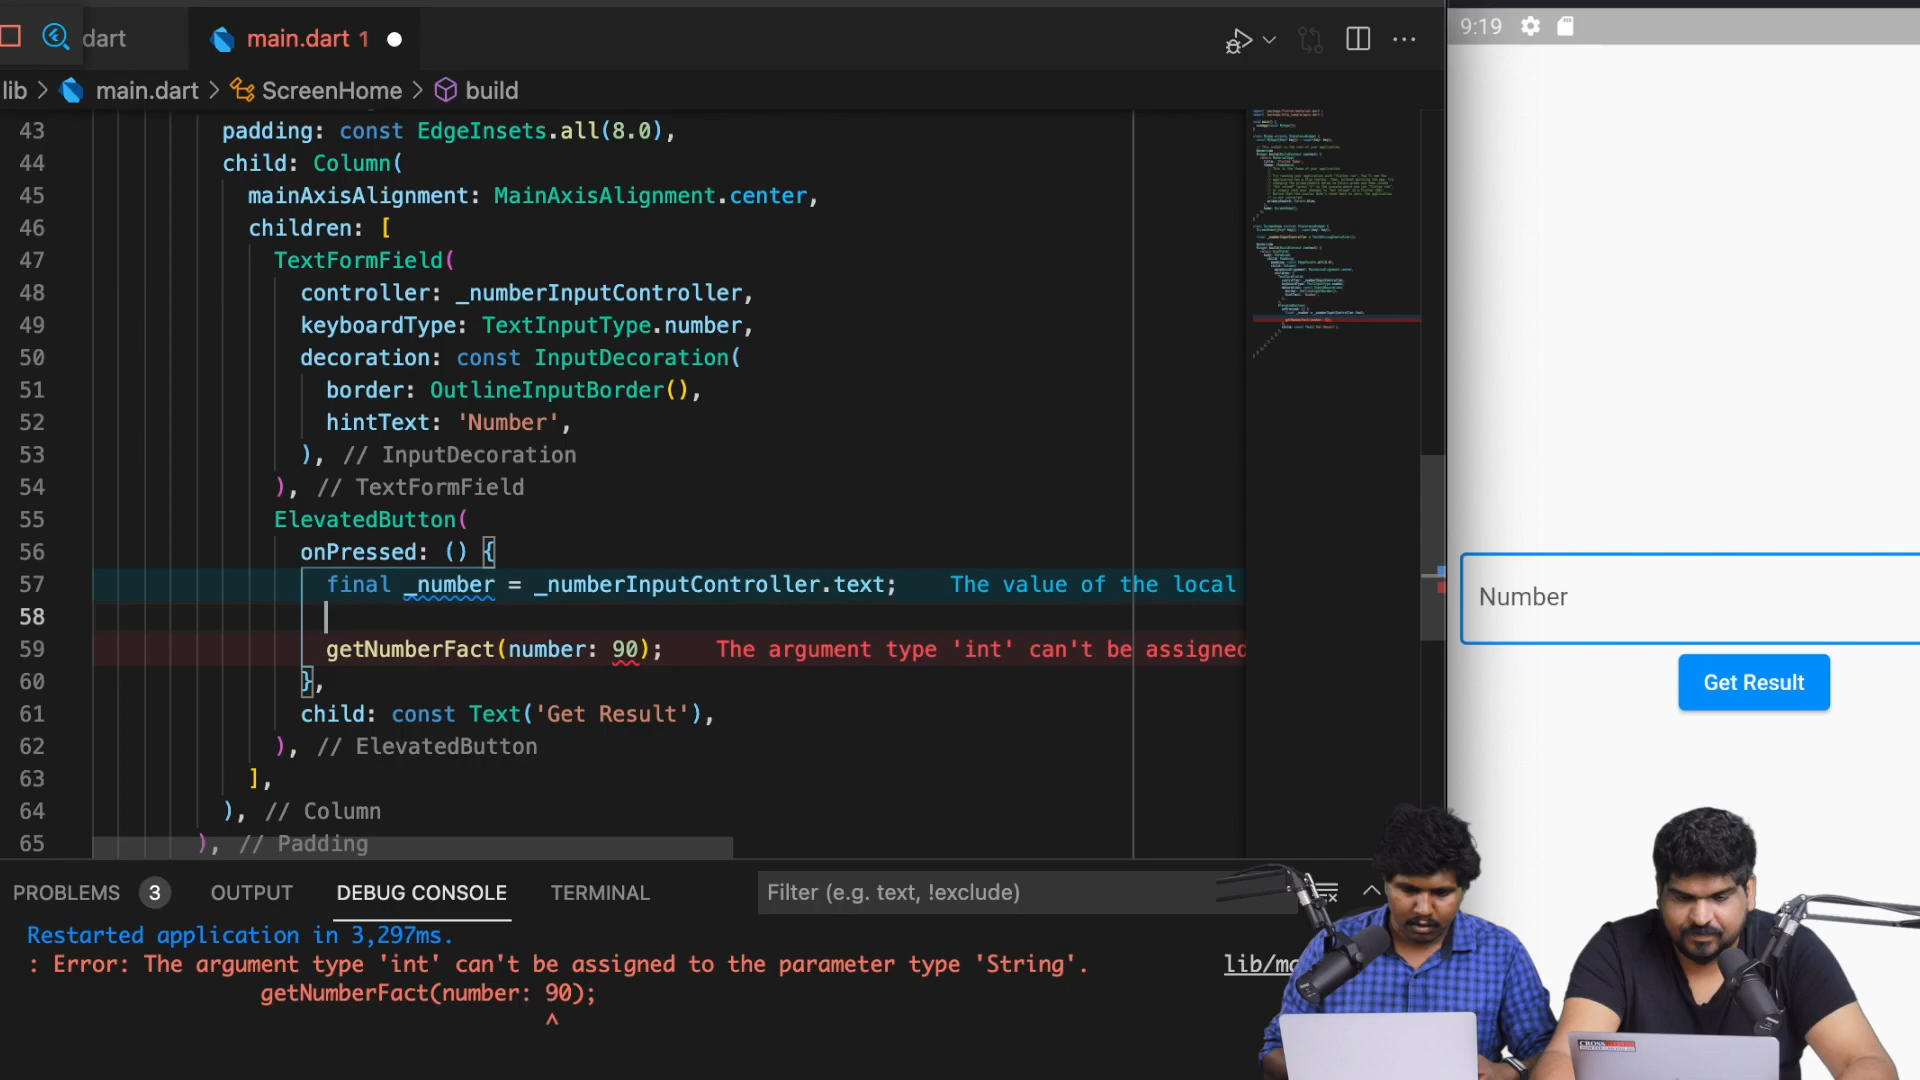 dart
main.dart 1
9:19
lib > main.dart > ScreenHome > build
43 padding: const EdgeInsets.all(8.0),
44 child: Column(
45 mainAxisAlignment: MainAxisAlignment.center,
46 children: [
47 TextFormField(
48 controller: _numberInputController,
49 keyboardType: TextInputType.number,
50 decoration: const InputDecoration(
51 border: OutlineInputBorder(),
52 hintText: 'Number',
53 ), // InputDecoration
54 ), // TextFormField
55 ElevatedButton(
56 onPressed: () {
57 final _number = _numberInputController.text; The value of the local
58
59 getNumberFact(number: 90); The argument type 'int' can't be assigned
60 },
61 child: const Text('Get Result'),
62 ), // ElevatedButton
63 ],
64 ), // Column
65 ), // Padding
Number
Get Result
PROBLEMS 3 OUTPUT DEBUG CONSOLE TERMINAL Filter (e.g. text, !exclude)
Restarted application in 3,297ms.
: Error: The argument type 'int' can't be assigned to the parameter type 'String'. lib/m
getNumberFact(number: 90);
^